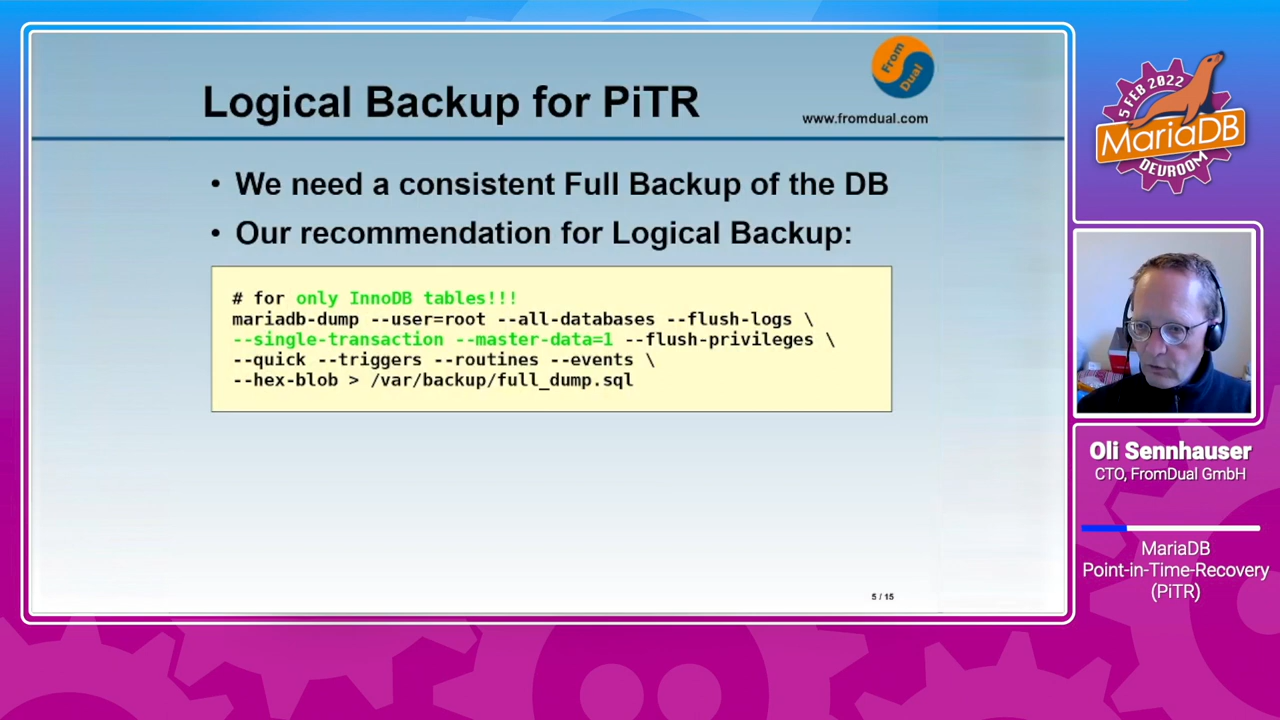 Logical Backup for PiTR
From
Dual
www.fromdual.com
• We need a consistent Full Backup of the DB
• Our recommendation for Logical Backup:
# for only InnoDB tables!!!
mariadb-dump --user=root --all-databases --flush-logs \
--single-transaction --master-data=1 --flush-privileges \
--quick --triggers --routines --events \
--hex-blob > /var/backup/full_dump.sql
5 / 15
5 FEB 2022
MariaDB
DEVROOM
Oli Sennhauser
CTO, FromDual GmbH
MariaDB
Point-in-Time-Recovery
(PiTR)